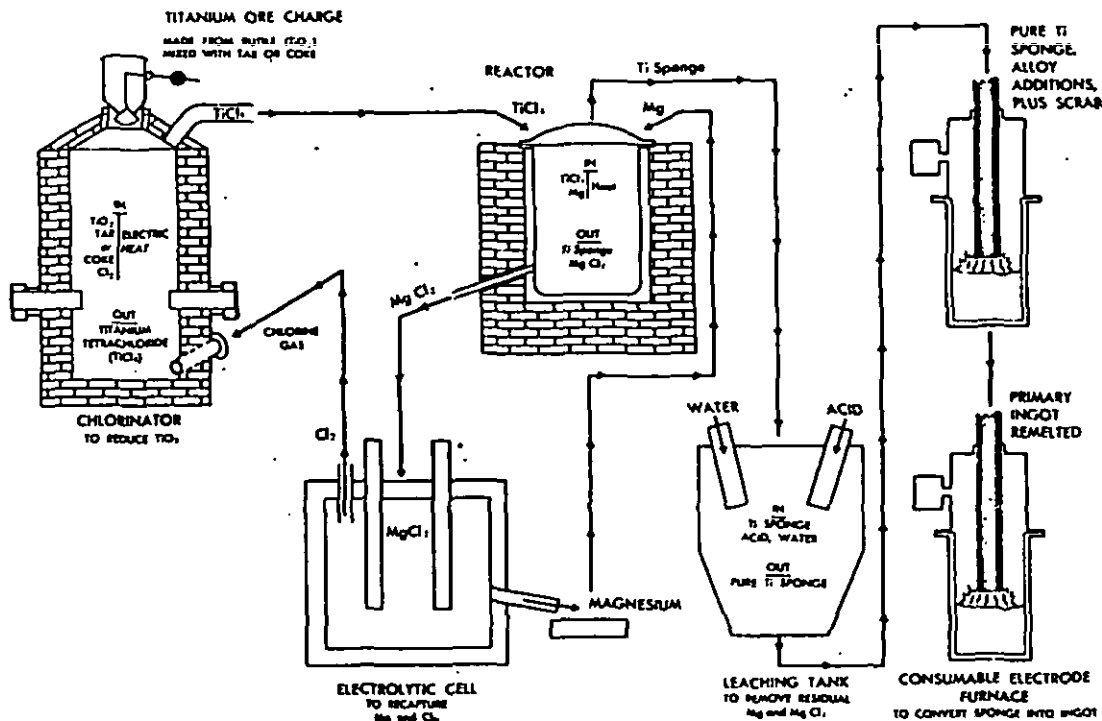 TITANIUM ORE CHARGE
MADE FROM RUTILE (TiO₂)
MIXED WITH TAR OR COKE
TiCl₄
IN
TiO₂
TAR
or
COKE
Cl₂
ELECTRIC
HEAT
OUT
TITANIUM
TETRACHLORIDE
(TiCl₄)
CHLORINATOR
TO REDUCE TiO₂
CHLORINE
GAS
Cl₂
REACTOR
TiCl₄
Ti Sponge
Mg
IN
TiCl₄
Mg
Heat
OUT
Ti Sponge
Mg Cl₂
Mg Cl₂
MgCl₂
MAGNESIUM
ELECTROLYTIC CELL
TO RECAPTURE
Mg and Cl₂
WATER
ACID
IN
Ti SPONGE
ACID, WATER
OUT
PURE Ti SPONGE
LEACHING TANK
TO REMOVE RESIDUAL
Mg and Mg Cl₂
PURE Ti
SPONGE,
ALLOY
ADDITIONS,
PLUS SCRAP
PRIMARY
INGOT
REMELTED
CONSUMABLE ELECTRODE
FURNACE
TO CONVERT SPONGE INTO INGOT